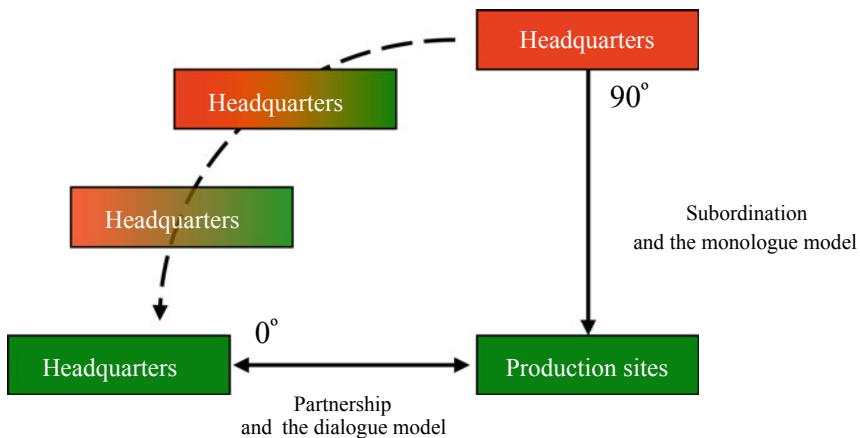 Headquarters
90°
Headquarters
Headquarters
Subordination
and the monologue model
0°
Headquarters
Production sites
Partnership
and the dialogue model